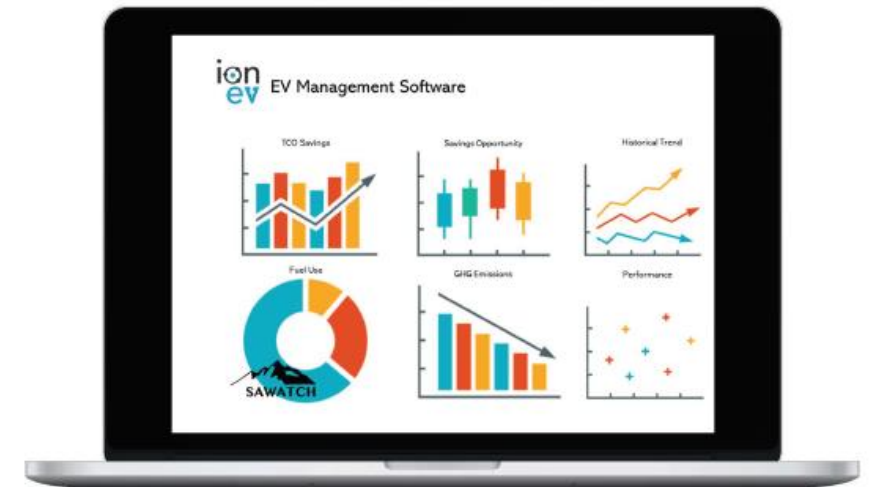 ion
ev
EV Management Software
TCO Savings
Savings Opportunity
Historical Trend
Fuel Use
GHG Emissions
Performance
SAWATCH